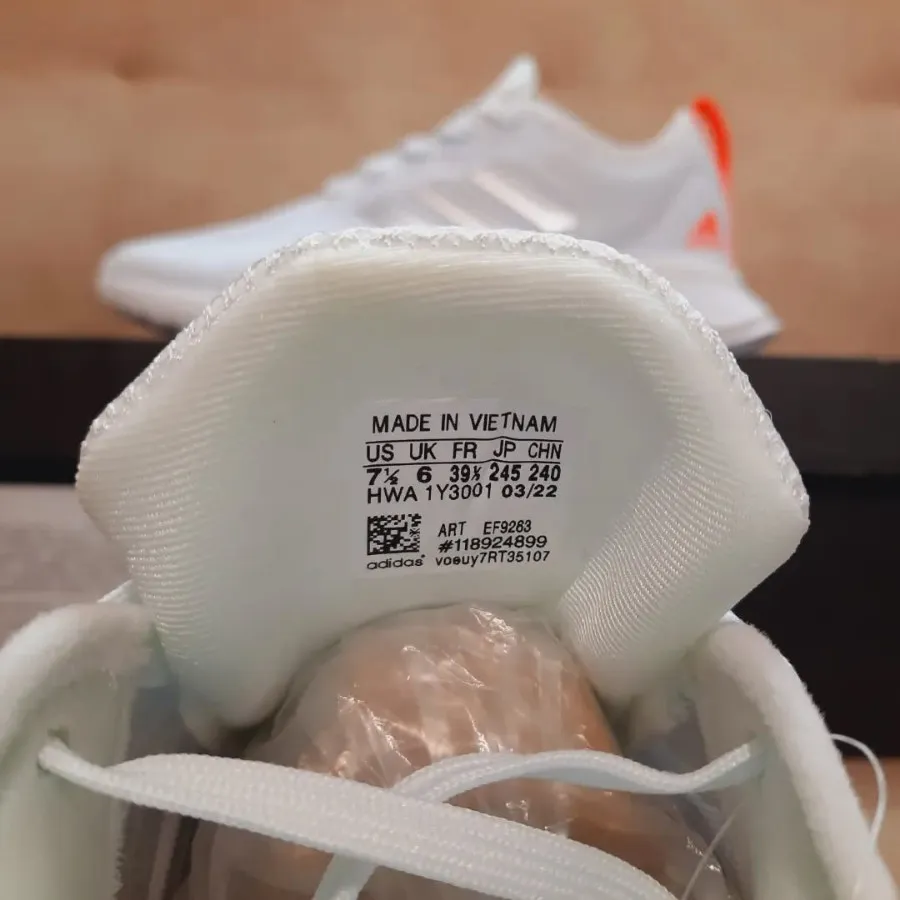 MADE IN VIETNAM
US UK FR JP CHN
7½ 6 39⅓ 245 240
HWA 1Y3001 03/22
ART EF9263
#118924899
adidas® voeuy7RT35107